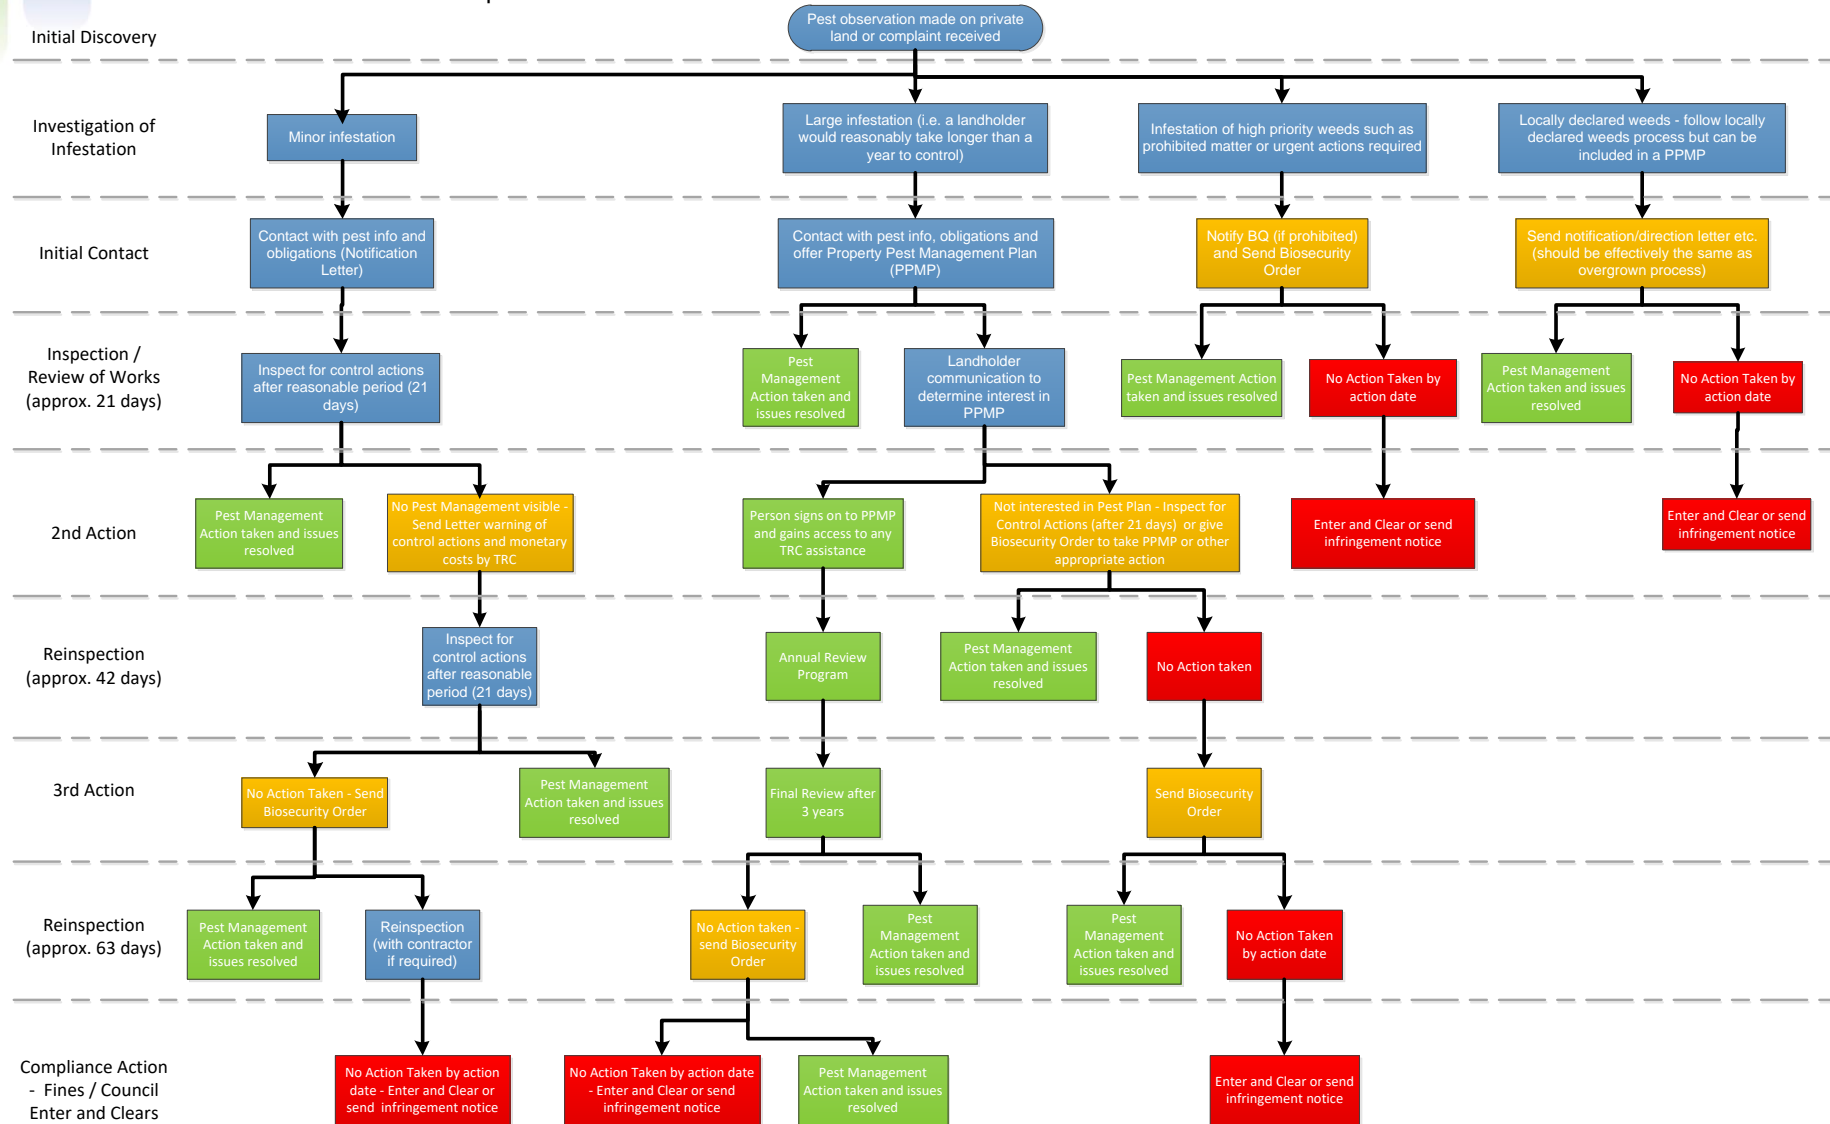 Initial Discovery
Pest observation made on private
land or complaint received
Investigation of
Infestation
Minor infestation
Large infestation (i.e. a landholder
would reasonably take longer than a
year to control)
Infestation of high priority weeds such as
prohibited matter or urgent actions required
Locally declared weeds - follow locally
declared weeds process but can be
included in a PPMP
Initial Contact
Contact with pest info and
obligations (Notification
Letter)
Contact with pest info, obligations and
offer Property Pest Management Plan
(PPMP)
Notify BQ (if prohibited)
and Send Biosecurity
Order
Send notification/direction letter etc.
(should be effectively the same as
overgrown process)
Inspection /
Review of Works
(approx. 21 days)
Inspect for control actions
after reasonable period (21
days)
Pest
Management
Action taken and
issues resolved
Landholder
communication to
determine interest in
PPMP
Pest Management Action
taken and issues resolved
No Action Taken by
action date
Pest Management
Action taken and issues
resolved
No Action Taken by
action date
2nd Action
Pest Management
Action taken and issues
resolved
No Pest Management visible -
Send Letter warning of
control actions and monetary
costs by TRC
Person signs on to PPMP
and gains access to any
TRC assistance
Not interested in Pest Plan - Inspect for
Control Actions (after 21 days)  or give
Biosecurity Order to take PPMP or other
appropriate action
Enter and Clear or send
infringement notice
Enter and Clear or send
infringement notice
Reinspection
(approx. 42 days)
Inspect for
control actions
after reasonable
period (21 days)
Annual Review
Program
Pest Management
Action taken and issues
resolved
No Action taken
3rd Action
No Action Taken - Send
Biosecurity Order
Pest Management
Action taken and issues
resolved
Final Review after
3 years
Send Biosecurity
Order
Reinspection
(approx. 63 days)
Pest Management
Action taken and
issues resolved
Reinspection
(with contractor
if required)
No Action taken -
send Biosecurity
Order
Pest
Management
Action taken and
issues resolved
Pest
Management
Action taken and
issues resolved
No Action Taken
by action date
Compliance Action
- Fines / Council
Enter and Clears
No Action Taken by action
date - Enter and Clear or
send  infringement notice
No Action Taken by action date
- Enter and Clear or send
infringement notice
Pest Management
Action taken and issues
resolved
Enter and Clear or send
infringement notice